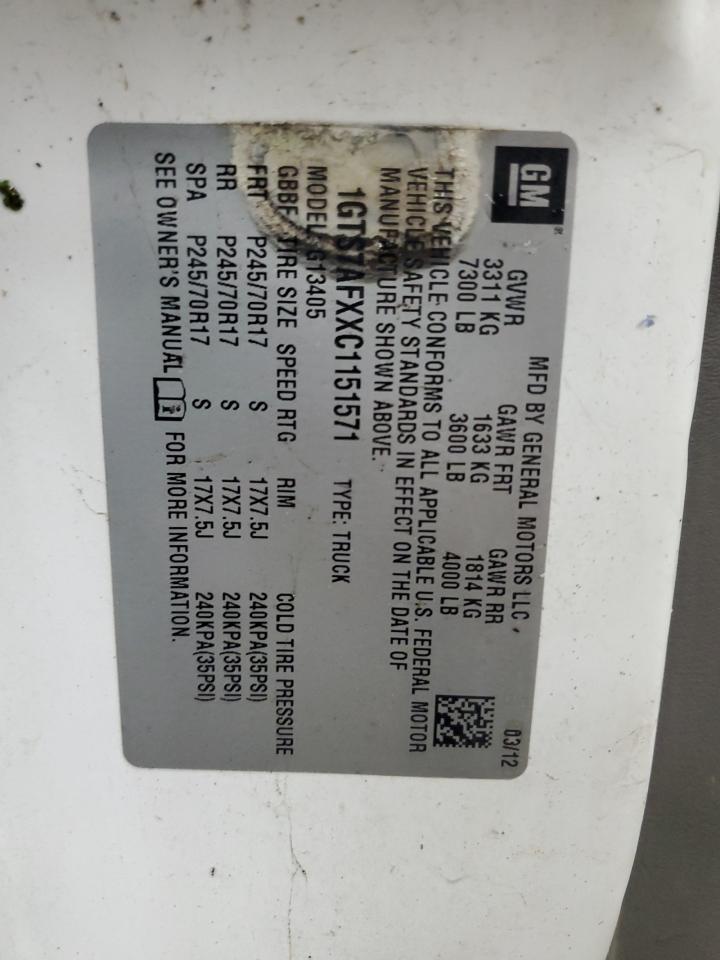 GM
®
MFD BY GENERAL MOTORS LLC
03/12
GVWR GAWR FRT GAWR RR
3311 KG 1633 KG 1814 KG
7300 LB 3600 LB 4000 LB
THIS VEHICLE CONFORMS TO ALL APPLICABLE U.S. FEDERAL MOTOR
VEHICLE SAFETY STANDARDS IN EFFECT ON THE DATE OF
MANUFACTURE SHOWN ABOVE.
1GTS7AFXXC1151571 TYPE: TRUCK
MODEL: G13405
GBBF TIRE SIZE SPEED RTG RIM COLD TIRE PRESSURE
FRT P245/70R17 S 17X7.5J 240KPA(35PSI)
RR P245/70R17 S 17X7.5J 240KPA(35PSI)
SPA P245/70R17 S 17X7.5J 240KPA(35PSI)
SEE OWNER'S MANUAL FOR MORE INFORMATION.